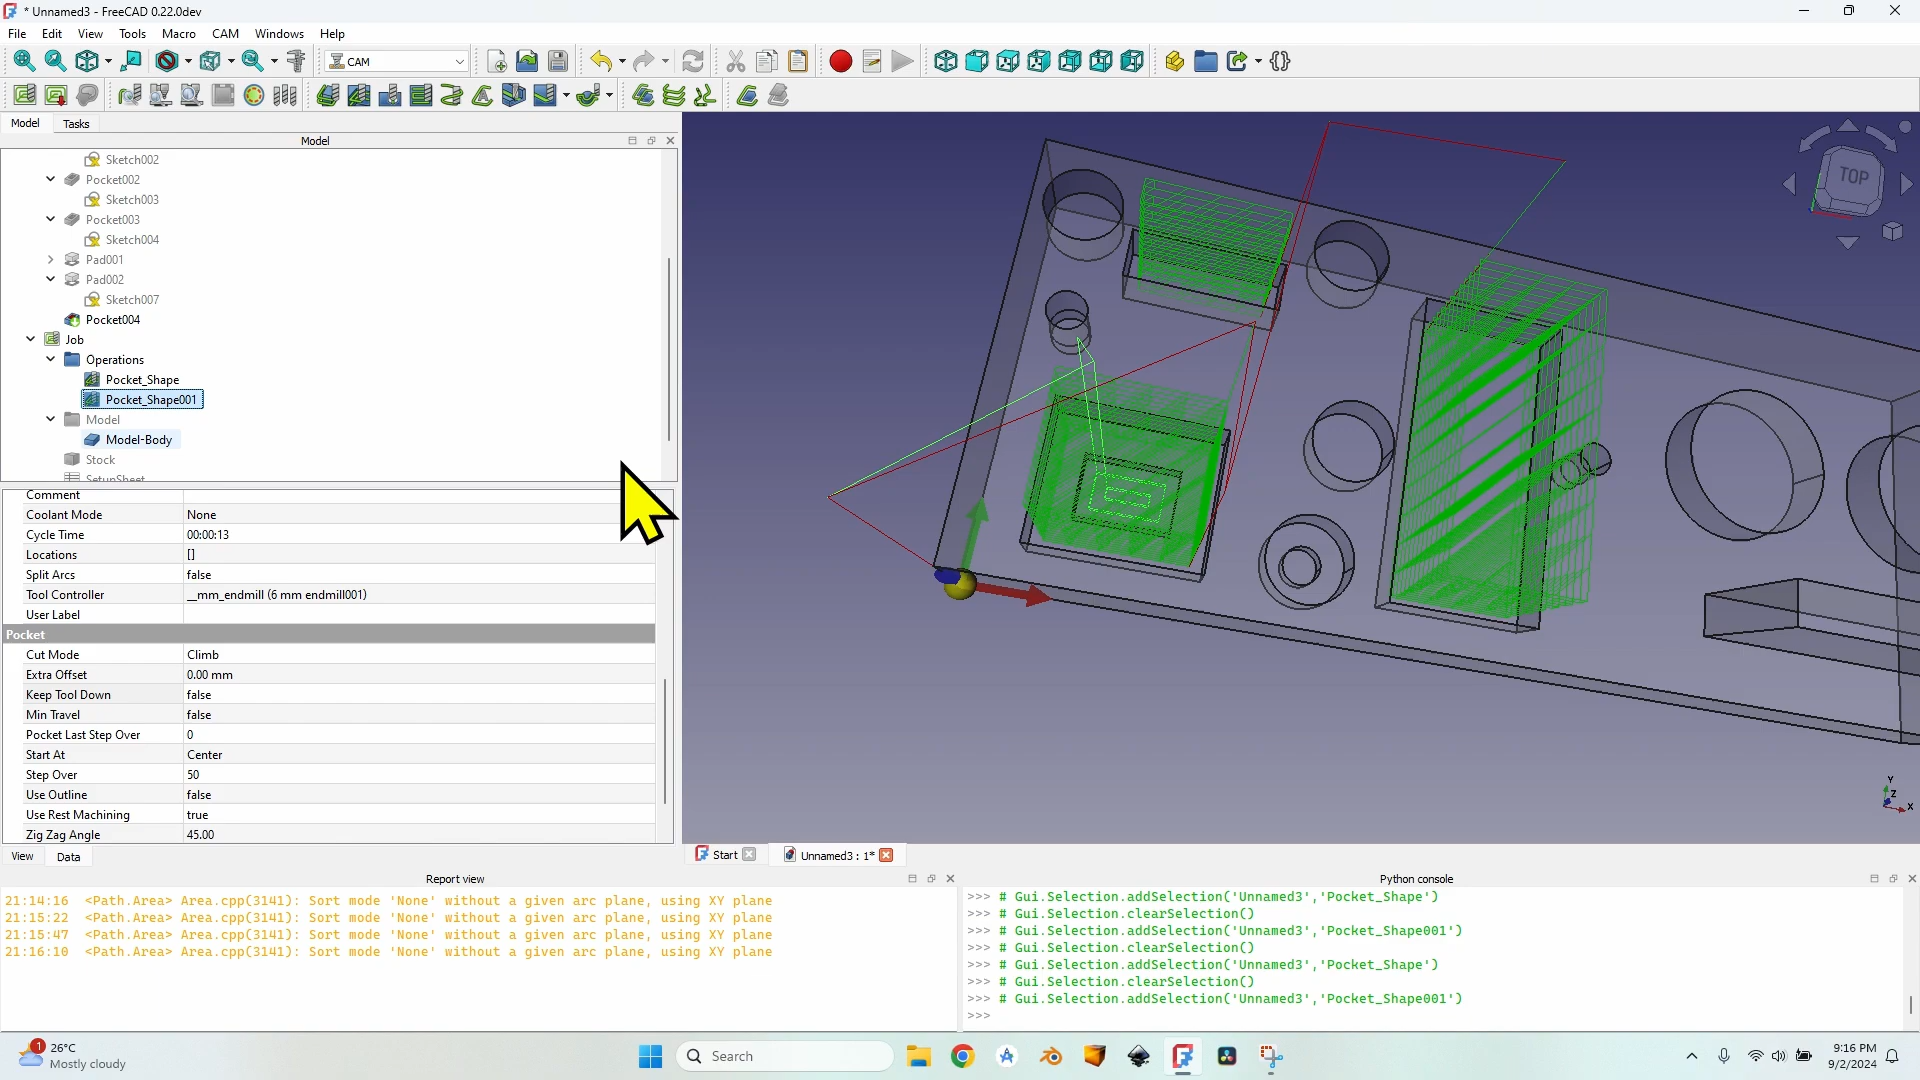 * Unnamed3 - FreeCAD 0.22.0dev
File Edit View Tools Macro CAM Windows Help
CAM
Model Tasks
Model
Sketch002
Pocket002
Sketch003
Pocket003
Sketch004
Pad001
Pad002
Sketch007
Pocket004
Job
Operations
Pocket_Shape
Pocket_Shape001
Model
Model-Body
Stock
SetupSheet
Comment
Coolant Mode None
Cycle Time 00:00:13
Locations []
Split Arcs false
Tool Controller __mm_endmill (6 mm endmill001)
User Label
Pocket
Cut Mode Climb
Extra Offset 0.00 mm
Keep Tool Down false
Min Travel false
Pocket Last Step Over 0
Start At Center
Step Over 50
Use Outline false
Use Rest Machining true
Zig Zag Angle 45.00
View Data
TOP
Y
Z
X
Start Unnamed3 : 1*
Report view
21:14:16 <Path.Area> Area.cpp(3141): Sort mode 'None' without a given arc plane, using XY plane
21:15:22 <Path.Area> Area.cpp(3141): Sort mode 'None' without a given arc plane, using XY plane
21:15:47 <Path.Area> Area.cpp(3141): Sort mode 'None' without a given arc plane, using XY plane
21:16:10 <Path.Area> Area.cpp(3141): Sort mode 'None' without a given arc plane, using XY plane
Python console
>>> # Gui.Selection.addSelection('Unnamed3','Pocket_Shape')
>>> # Gui.Selection.clearSelection()
>>> # Gui.Selection.addSelection('Unnamed3','Pocket_Shape001')
>>> # Gui.Selection.clearSelection()
>>> # Gui.Selection.addSelection('Unnamed3','Pocket_Shape')
>>> # Gui.Selection.clearSelection()
>>> # Gui.Selection.addSelection('Unnamed3','Pocket_Shape001')
>>>
1
26°C
Mostly cloudy
Search
9:16 PM
9/2/2024